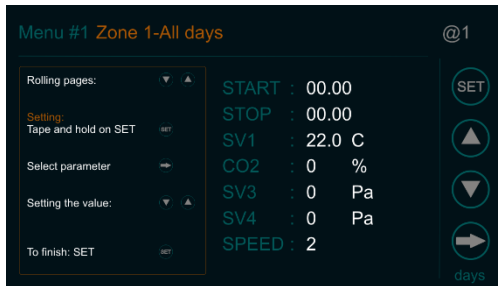 Menu #1 Zone 1-All days
@1
Rolling pages:
Setting:
Tape and hold on SET
SET
Select parameter
Setting the value:
To finish: SET
SET
START : 00.00
STOP : 00.00
SV1 : 22.0 C
CO2 : 0 %
SV3 : 0 Pa
SV4 : 0 Pa
SPEED : 2
SET
days